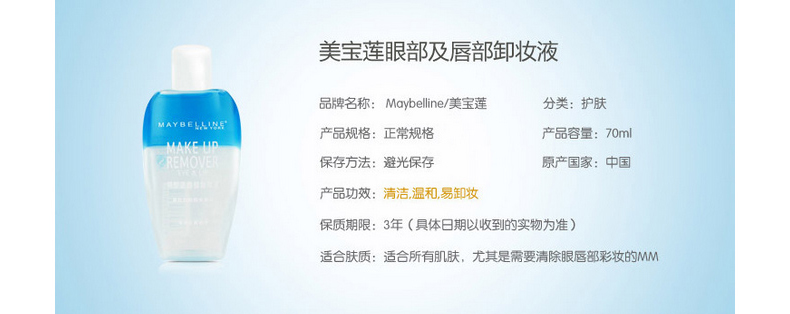 美宝莲眼部及唇部卸妆液
品牌名称: Maybelline/美宝莲 分类: 护肤
产品规格: 正常规格 产品容量: 70ml
保存方法: 避光保存 原产国家: 中国
产品功效: 清洁,温和,易卸妆
保质期限: 3年（具体日期以收到的实物为准）
适合肤质: 适合所有肌肤，尤其是需要清除眼唇部彩妆的MM
MAYBELLINE
NEW YORK
MAKE UP
REMOVER